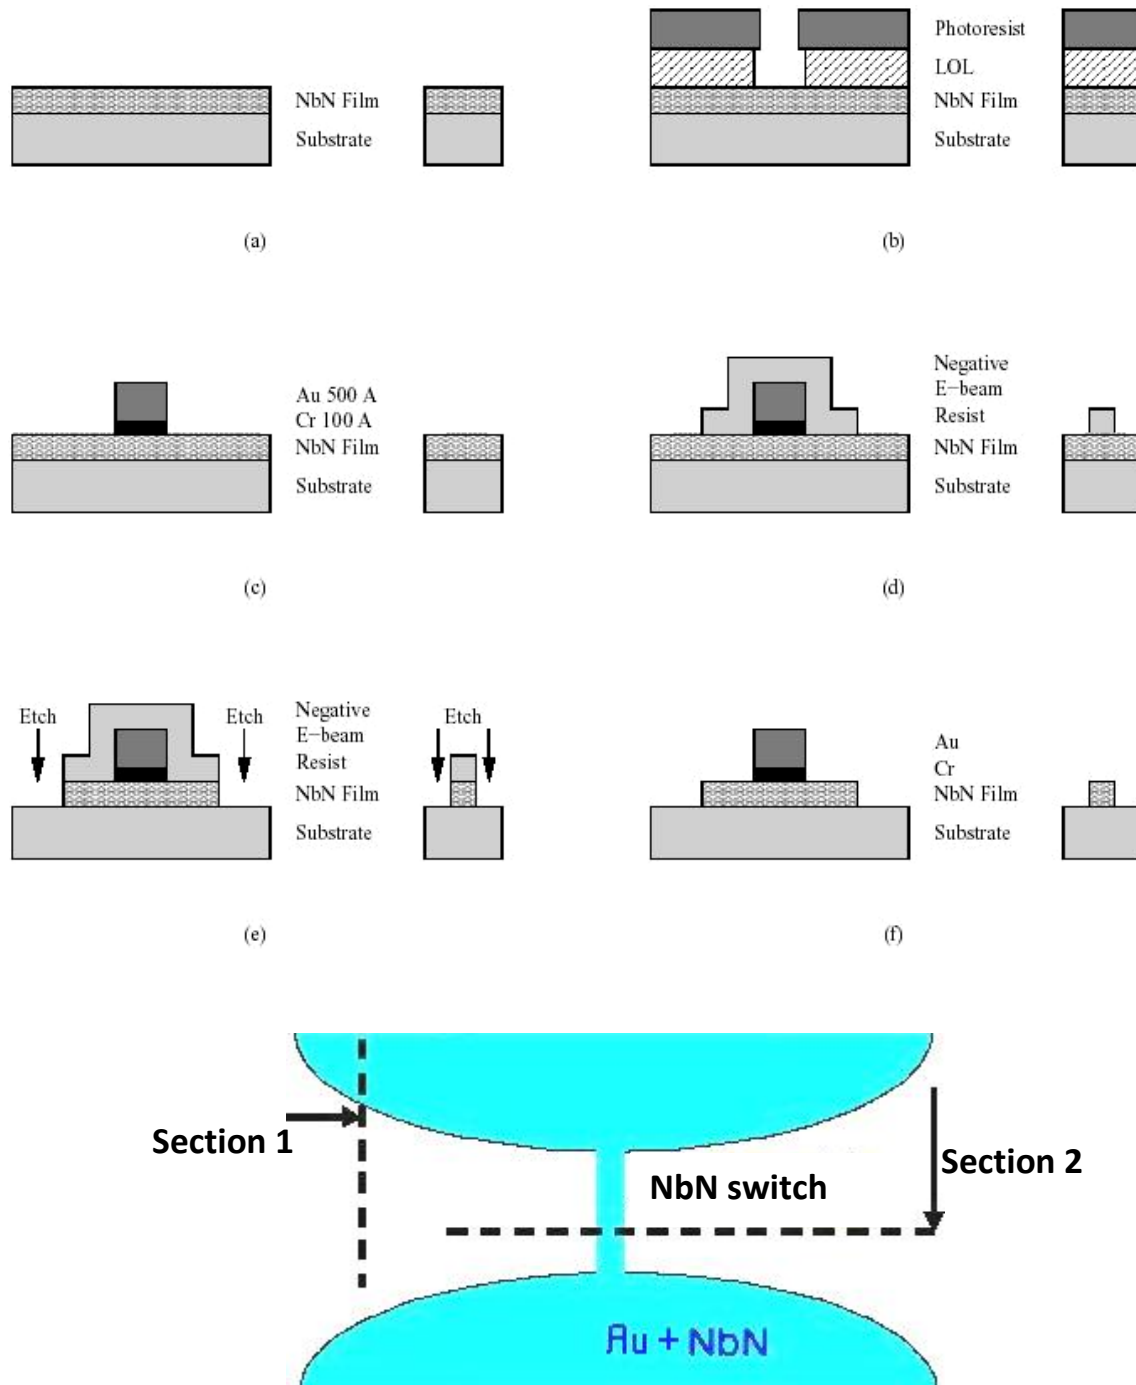 NbN Film
Substrate
(a)
Photoresist
LOL
NbN Film
Substrate
(b)
Au 500 A
Cr 100 A
NbN Film
Substrate
(c)
Negative
E−beam
Resist
NbN Film
Substrate
(d)
Etch
Etch
Negative
E−beam
Resist
NbN Film
Substrate
Etch
(e)
Au
Cr
NbN Film
Substrate
(f)
Section 1
NbN switch
Section 2
Au + NbN